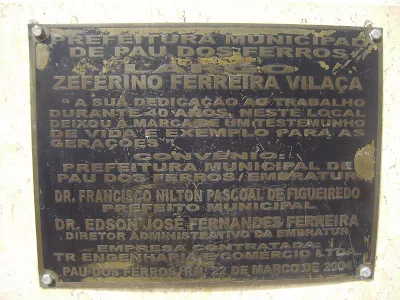 PREFEITURA MUNICIPAL
DE PAU DOS FERROS
LARGO
ZEFERINO FERREIRA VILAÇA
"A SUA DEDICAÇÃO AO TRABALHO
DURANTE 40 ANOS, NESTE LOCAL
DEIXOU A MARCA DE UM TESTEMUNHO
DE VIDA E EXEMPLO PARA AS
GERAÇÕES"
CONVÊNIO:
PREFEITURA MUNICIPAL DE
PAU DOS FERROS/EMBRATUR
DR. FRANCISCO NILTON PASCOAL DE FIGUEIREDO
PREFEITO MUNICIPAL
DR. EDSON JOSÉ FERNANDES FERREIRA
DIRETOR ADMINISTRATIVO DA EMBRATUR
EMPRESA CONTRATADA:
TR ENGENHARIA E COMÉRCIO LTDA
PAU DOS FERROS/RN, 22 DE MARÇO DE 2004